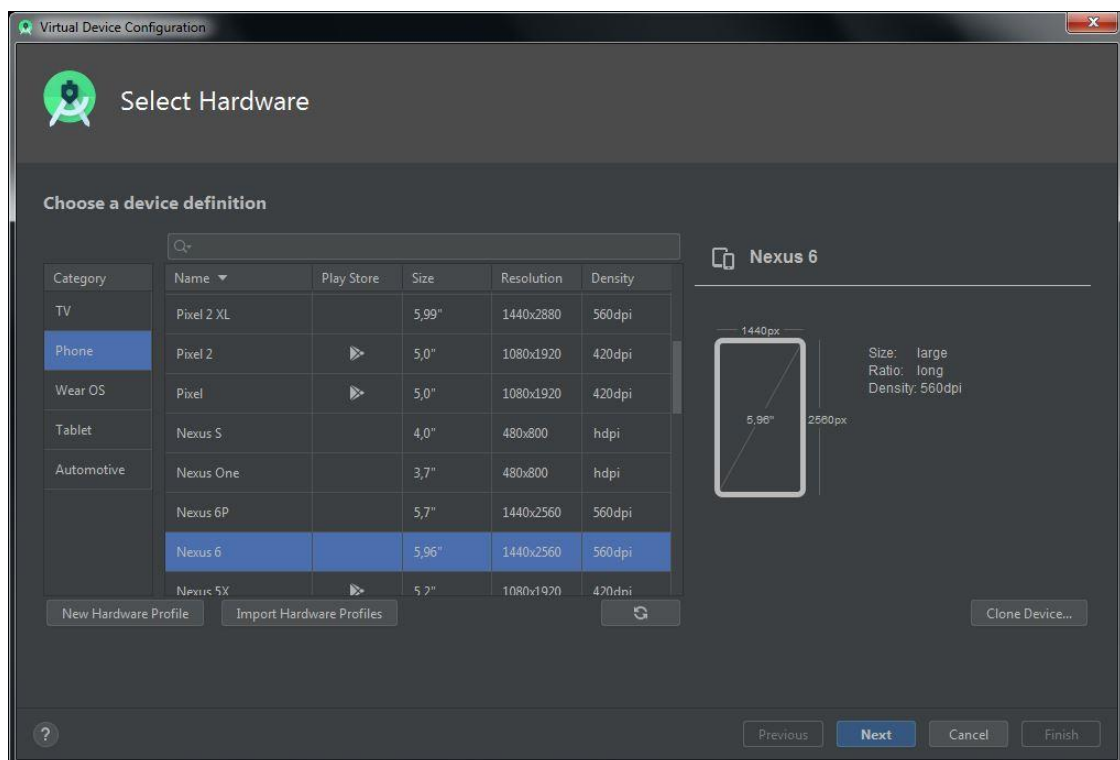 Virtual Device Configuration
Select Hardware
Choose a device definition
Category
TV
Phone
Wear OS
Tablet
Automotive
Name Play Store Size Resolution Density
Pixel 2 XL 5,99" 1440x2880 560dpi
Pixel 2 5,0" 1080x1920 420dpi
Pixel 5,0" 1080x1920 420dpi
Nexus S 4,0" 480x800 hdpi
Nexus One 3,7" 480x800 hdpi
Nexus 6P 5,7" 1440x2560 560dpi
Nexus 6 5,96" 1440x2560 560dpi
Nexus 5X 5,2" 1080x1920 420dpi
New Hardware Profile Import Hardware Profiles
Nexus 6
1440px
5,96" 2560px
Size: large
Ratio: long
Density: 560dpi
Clone Device...
? Previous Next Cancel Finish